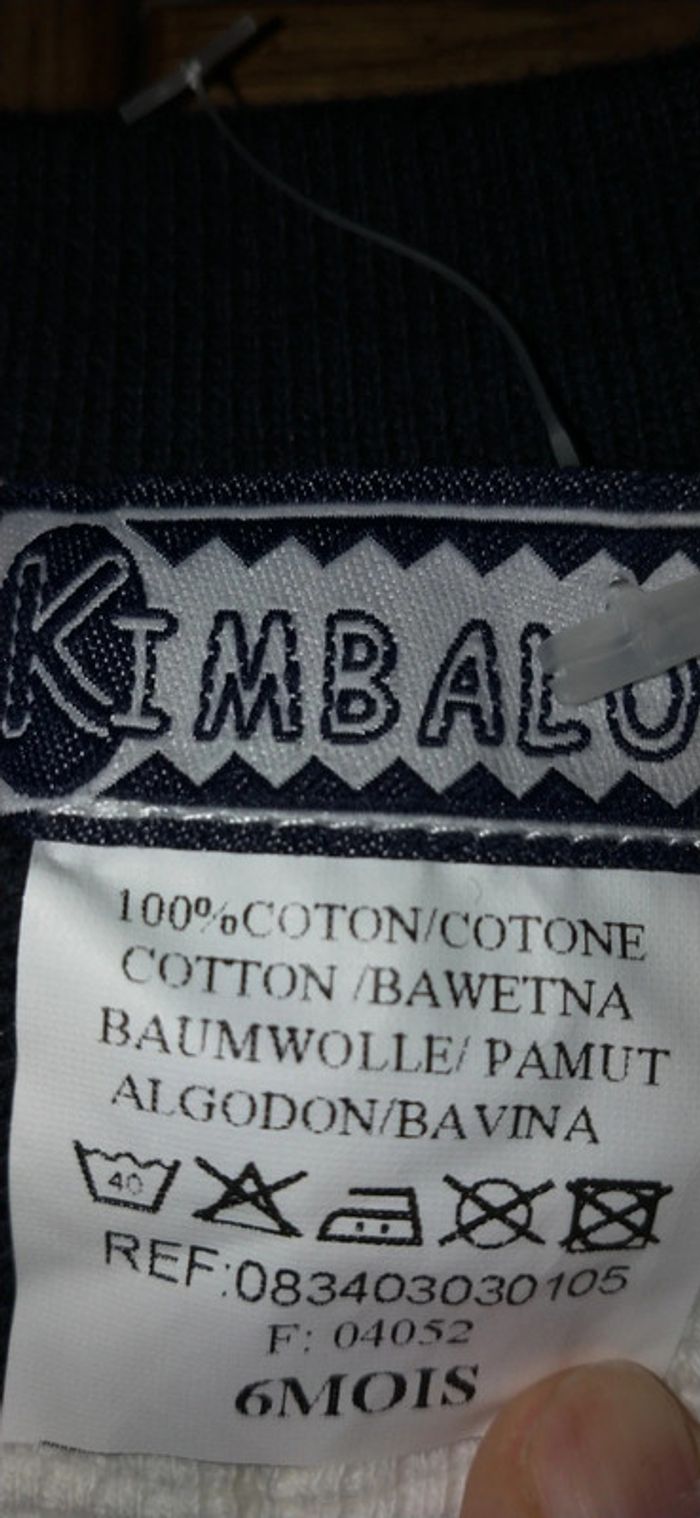 KIMBALO
100%COTON/COTONE
COTTON /BAWETNA
BAUMWOLLE/ PAMUT
ALGODON/BAVINA
40
REF:083403030105
F: 04052
6MOIS